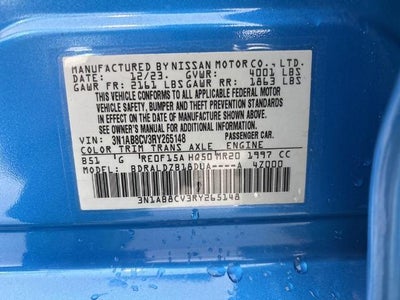 MANUFACTURED BY NISSAN MOTOR CO., LTD.
DATE: 12/23. GVWR: 4001 LBS
GAWR FR: 2161 LBS GAWR RR: 1863 LBS
THIS VEHICLE CONFORMS TO ALL APPLICABLE FEDERAL MOTOR
VEHICLE SAFETY, BUMPER, AND THEFT PREVENTION STANDARDS
IN EFFECT ON THE DATE OF MANUFACTURE SHOWN ABOVE.
SEE OWNER'S MANUAL FOR ADDITIONAL INFORMATION.
VIN: 3N1AB8CV3RY265148 PASSENGER CAR.
COLOR TRIM TRANS AXLE ENGINE
B51 G RE0F15A H050 MR20 1997 CC
MODEL: BDRALDZB18DUA----A 4Z000
3N1AB8CV3RY265148